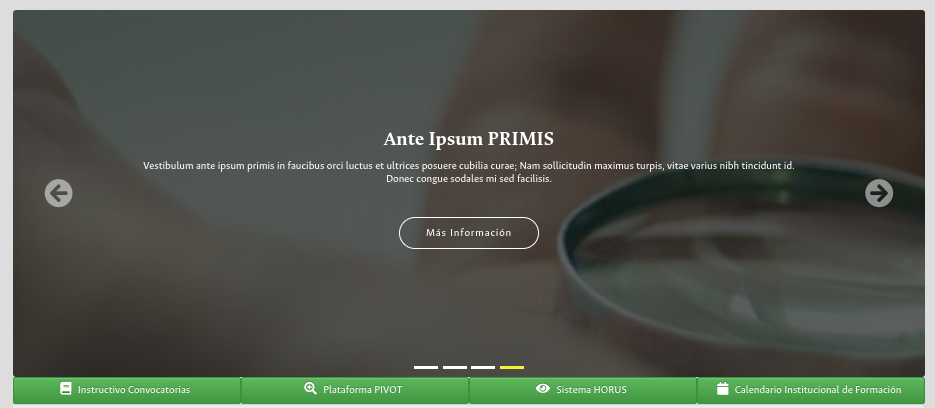 Ante Ipsum PRIMIS
Vestibulum ante ipsum primis in faucibus orci luctus et ultrices posuere cubilia curae; Nam sollicitudin maximus turpis, vitae varius nibh tincidunt id.
Donec congue sodales mi sed facilisis.
Más Información
Instructivo Convocatorias
Plataforma PIVOT
Sistema HORUS
Calendario Institucional de Formación